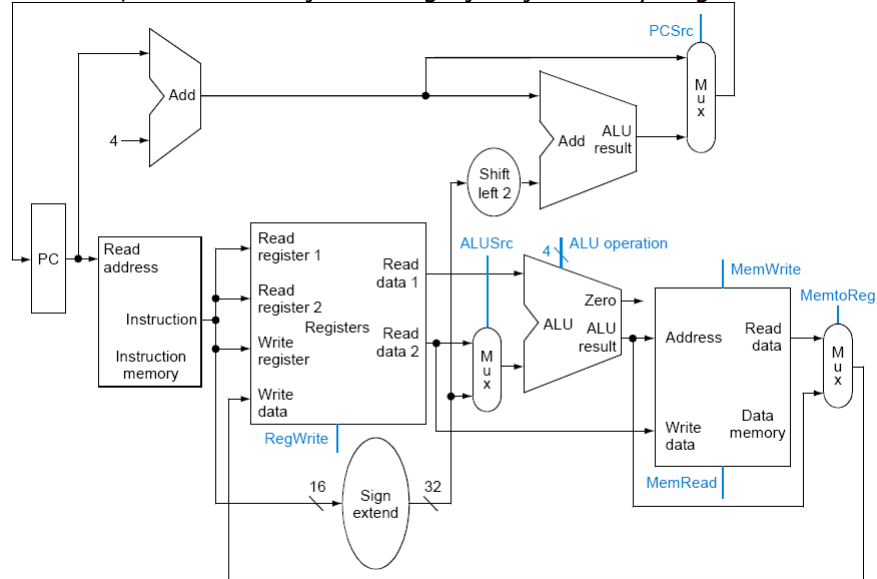 PCSrc
M
u
x
Add
4
Add
ALU
result
Shift
left 2
PC
Read
address
Instruction
Instruction
memory
Read
register 1
Read
register 2
Write
register
Write
data
Registers
Read
data 1
Read
data 2
RegWrite
16
Sign
extend
32
ALUSrc
M
u
x
4
ALU operation
Zero
ALU
ALU
result
MemWrite
Address
Read
data
Write
data
Data
memory
MemRead
MemtoReg
M
u
x